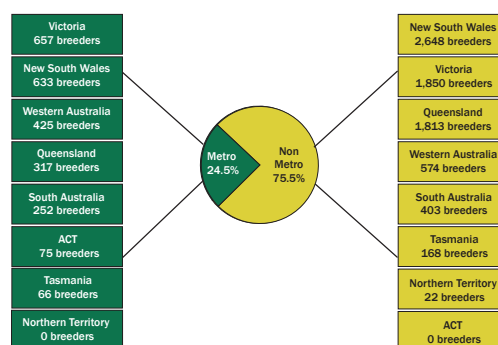 Victoria
657 breeders
New South Wales
633 breeders
Western Australia
425 breeders
Queensland
317 breeders
South Australia
252 breeders
ACT
75 breeders
Tasmania
66 breeders
Northern Territory
0 breeders
Metro
24.5%
Non
Metro
75.5%
New South Wales
2,648 breeders
Victoria
1,850 breeders
Queensland
1,813 breeders
Western Australia
574 breeders
South Australia
403 breeders
Tasmania
168 breeders
Northern Territory
22 breeders
ACT
0 breeders